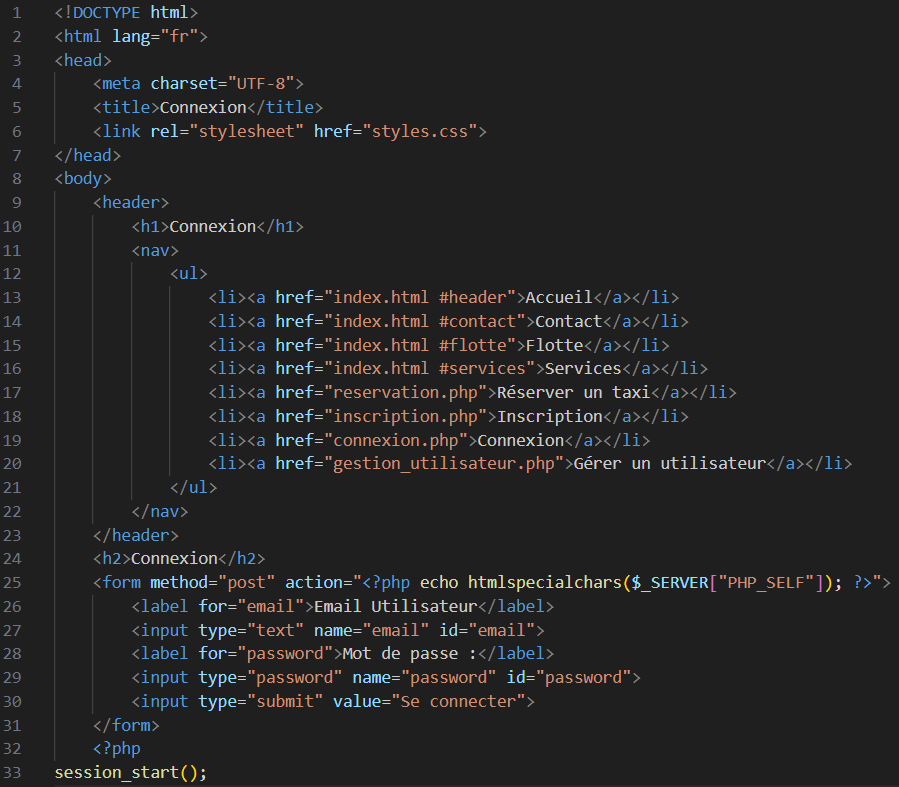 1 <!DOCTYPE html>
2 <html lang="fr">
3 <head>
4     <meta charset="UTF-8">
5     <title>Connexion</title>
6     <link rel="stylesheet" href="styles.css">
7 </head>
8 <body>
9     <header>
10         <h1>Connexion</h1>
11         <nav>
12             <ul>
13                 <li><a href="index.html #header">Accueil</a></li>
14                 <li><a href="index.html #contact">Contact</a></li>
15                 <li><a href="index.html #flotte">Flotte</a></li>
16                 <li><a href="index.html #services">Services</a></li>
17                 <li><a href="reservation.php">Réserver un taxi</a></li>
18                 <li><a href="inscription.php">Inscription</a></li>
19                 <li><a href="connexion.php">Connexion</a></li>
20                 <li><a href="gestion_utilisateur.php">Gérer un utilisateur</a></li>
21             </ul>
22         </nav>
23     </header>
24     <h2>Connexion</h2>
25     <form method="post" action="<?php echo htmlspecialchars($_SERVER["PHP_SELF"]); ?>">
26         <label for="email">Email Utilisateur</label>
27         <input type="text" name="email" id="email">
28         <label for="password">Mot de passe :</label>
29         <input type="password" name="password" id="password">
30         <input type="submit" value="Se connecter">
31     </form>
32     <?php
33 session_start();